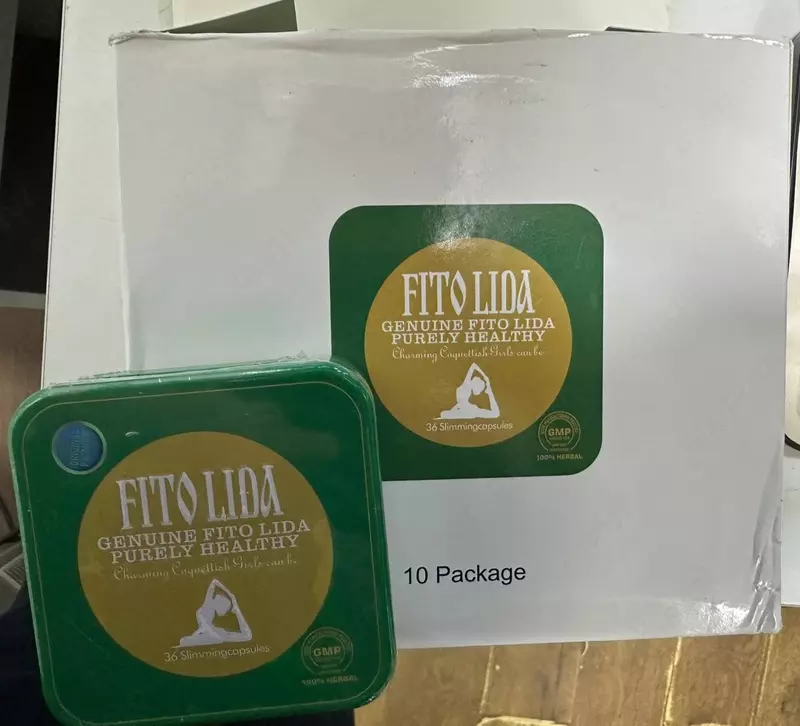 FITO LIDA
GENUINE FITO LIDA
PURELY HEALTHY
Charming Coquettish Girls can be
36 Slimmingcapsules
GMP
100% HERBAL
10 Package
FITO LIDA
GENUINE FITO LIDA
PURELY HEALTHY
Charming Coquettish Girls can be
36 Slimmingcapsules
GMP
100% HERBAL